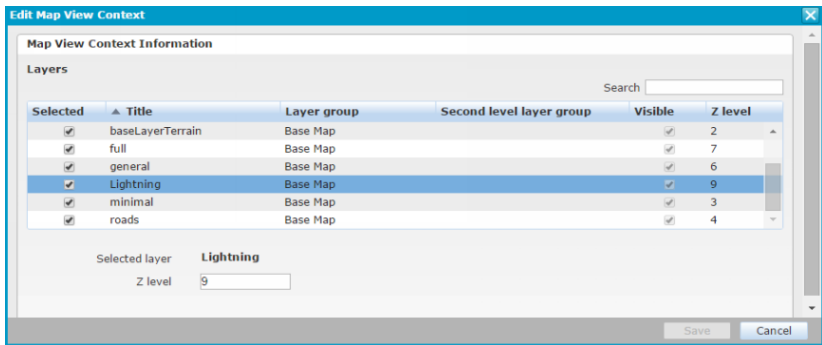 Edit Map View Context
Map View Context Information
Layers
Search
Selected Title Layer group Second level layer group Visible Z level
baseLayerTerrain Base Map 2
full Base Map 7
general Base Map 6
Lightning Base Map 9
minimal Base Map 3
roads Base Map 4
Selected layer Lightning
Z level 9
Save Cancel